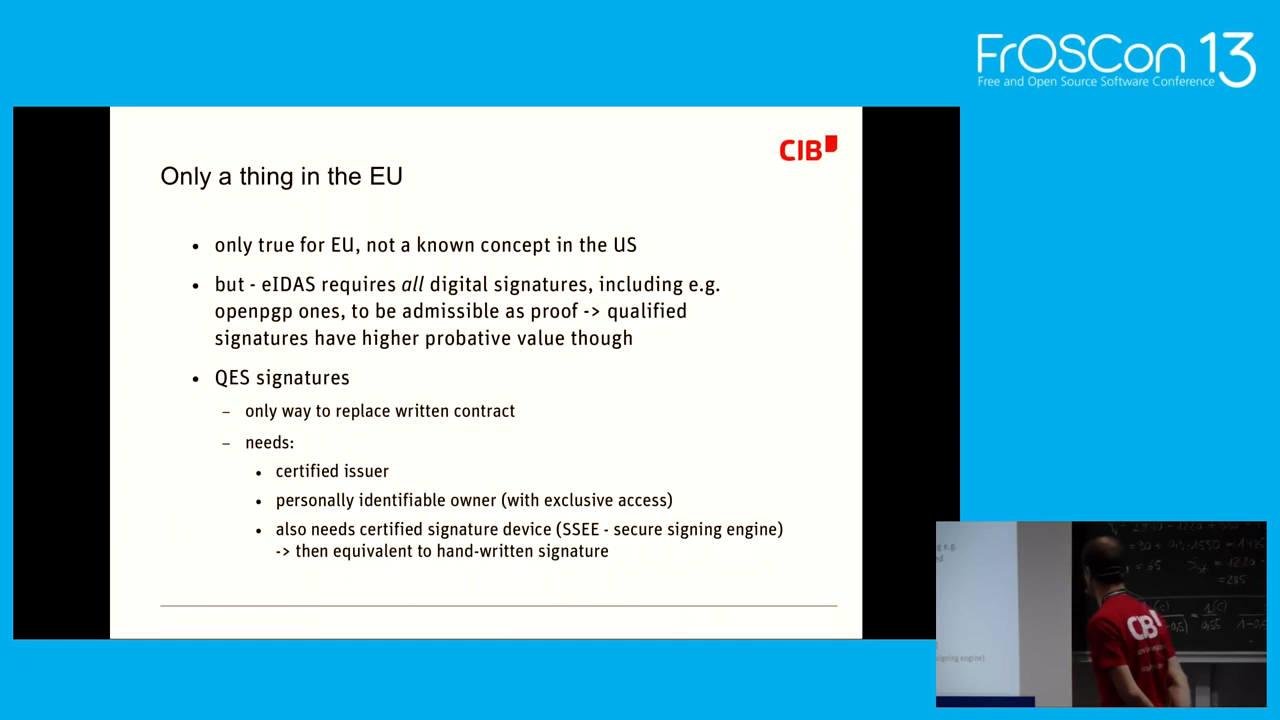 FrOSCon 13
Free and Open Source Software Conference
CIB
Only a thing in the EU
• only true for EU, not a known concept in the US
• but - eIDAS requires all digital signatures, including e.g.
openpgp ones, to be admissible as proof -> qualified
signatures have higher probative value though
• QES signatures
– only way to replace written contract
– needs:
• certified issuer
• personally identifiable owner (with exclusive access)
• also needs certified signature device (SSEE - secure signing engine)
-> then equivalent to hand-written signature
CIB